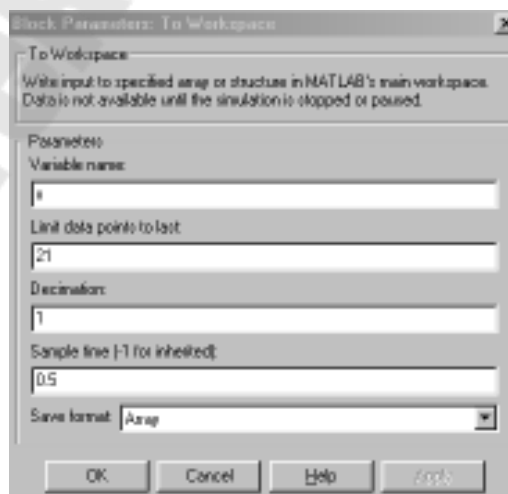 Block Parameters: To Workspace
To Workspace
Write input to specified array or structure in MATLAB's main workspace.
Data is not available until the simulation is stopped or paused.
Parameters
Variable name:
Limit data points to last:
21
Decimation:
1
Sample time (-1 for inherited):
0.5
Save format: Array
OK Cancel Help Apply